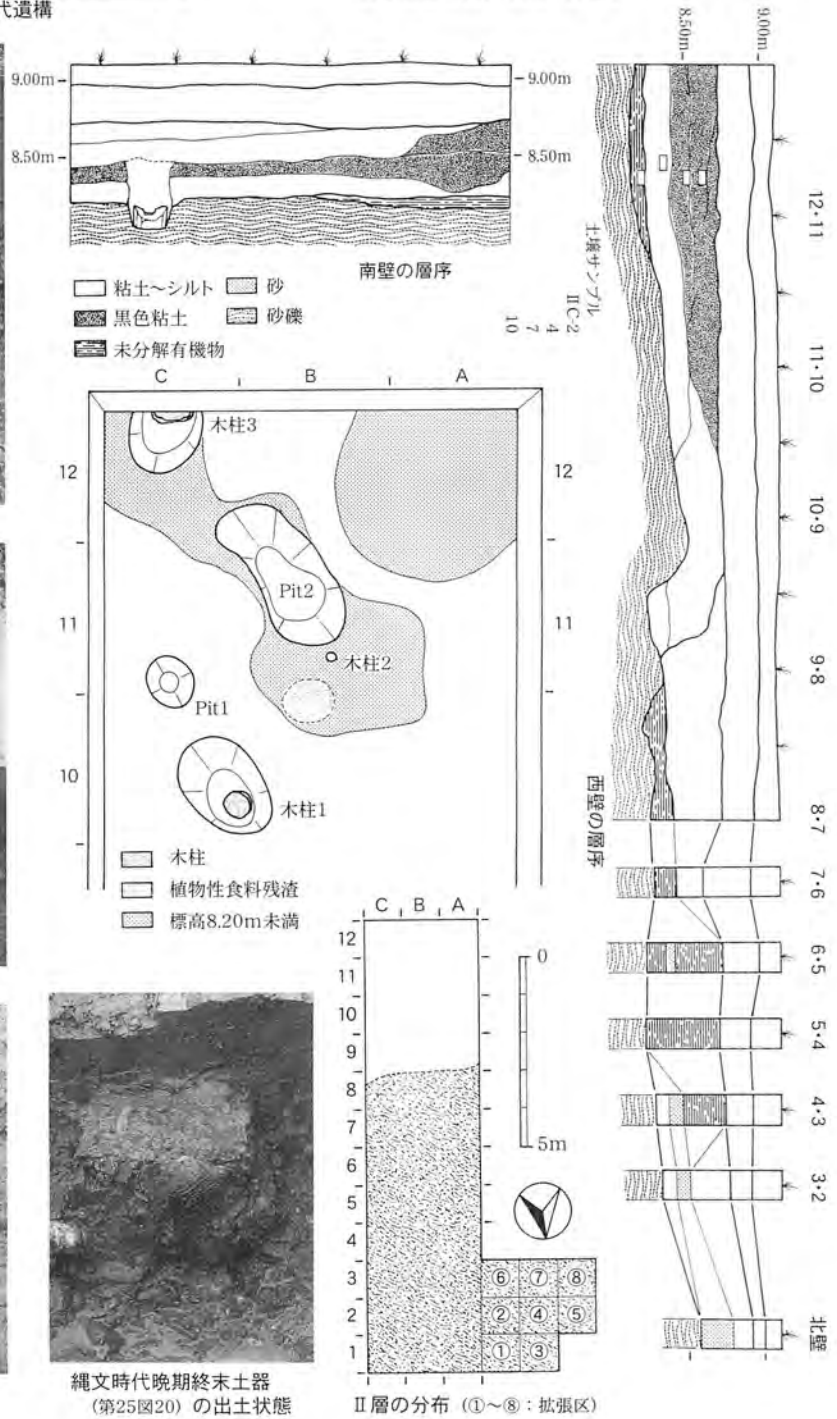 代遺構
9.00m
9.00m
8.50m
8.50m
南壁の層序
粘土～シルト
砂
黒色粘土
砂礫
未分解有機物
C
B
A
12
12
11
11
10
木柱3
Pit2
木柱2
Pit1
木柱1
木柱
植物性食料残渣
標高8.20m未満
8.50m
9.00m
土壌サンプル
ⅡC-2
4
7
10
12・11
11・10
10・9
9・8
8・7
7・6
6・5
5・4
4・3
3・2
北壁
西壁の層序
C
B
A
12
11
10
9
8
7
6
5
4
3
2
1
0
5m
⑥
⑦
⑧
②
④
⑤
①
③
縄文時代晩期終末土器
(第25図20) の出土状態
Ⅱ層の分布 (①～⑧：拡張区)